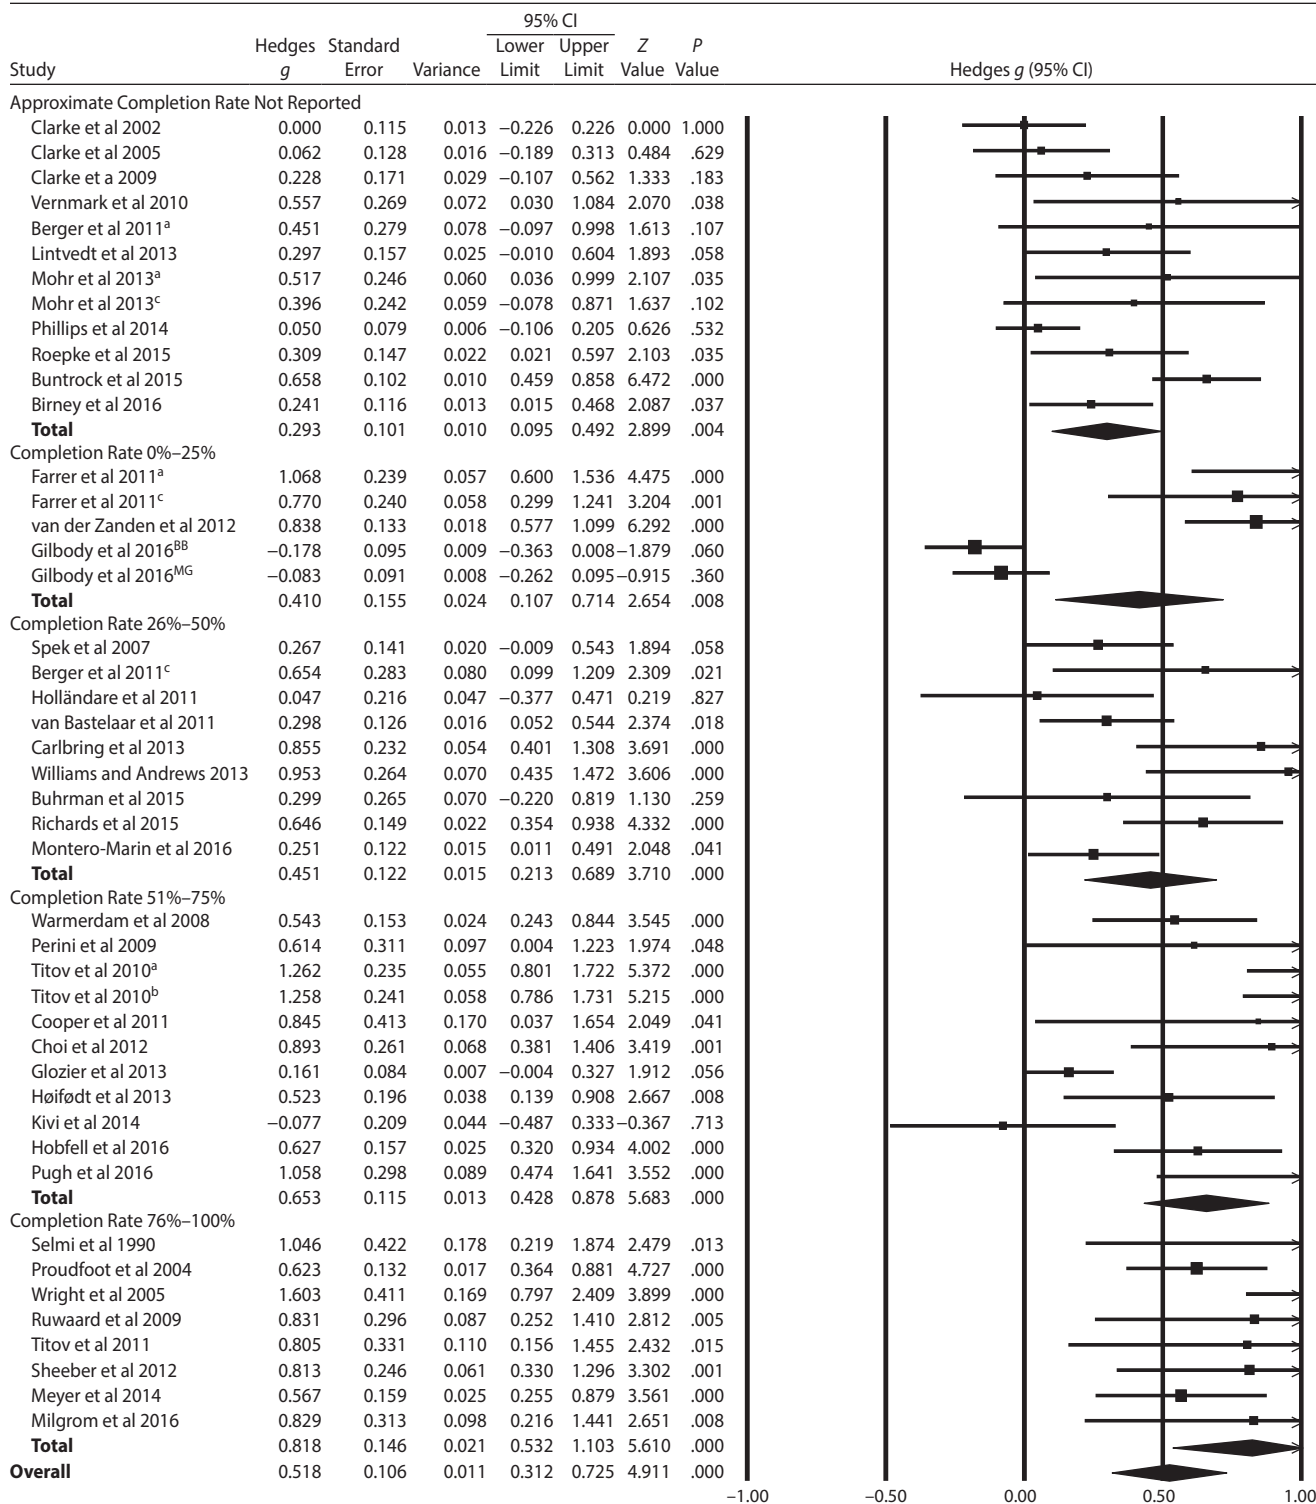 95% CI
Hedges Standard Lower Upper Z P
Study g Error Variance Limit Limit Value Value Hedges g (95% CI)
Approximate Completion Rate Not Reported
Clarke et al 2002 0.000 0.115 0.013 −0.226 0.226 0.000 1.000
Clarke et al 2005 0.062 0.128 0.016 −0.189 0.313 0.484 .629
Clarke et a 2009 0.228 0.171 0.029 −0.107 0.562 1.333 .183
Vernmark et al 2010 0.557 0.269 0.072 0.030 1.084 2.070 .038
Berger et al 2011a 0.451 0.279 0.078 −0.097 0.998 1.613 .107
Lintvedt et al 2013 0.297 0.157 0.025 −0.010 0.604 1.893 .058
Mohr et al 2013a 0.517 0.246 0.060 0.036 0.999 2.107 .035
Mohr et al 2013c 0.396 0.242 0.059 −0.078 0.871 1.637 .102
Phillips et al 2014 0.050 0.079 0.006 −0.106 0.205 0.626 .532
Roepke et al 2015 0.309 0.147 0.022 0.021 0.597 2.103 .035
Buntrock et al 2015 0.658 0.102 0.010 0.459 0.858 6.472 .000
Birney et al 2016 0.241 0.116 0.013 0.015 0.468 2.087 .037
Total 0.293 0.101 0.010 0.095 0.492 2.899 .004
Completion Rate 0%–25%
Farrer et al 2011a 1.068 0.239 0.057 0.600 1.536 4.475 .000
Farrer et al 2011c 0.770 0.240 0.058 0.299 1.241 3.204 .001
van der Zanden et al 2012 0.838 0.133 0.018 0.577 1.099 6.292 .000
Gilbody et al 2016BB −0.178 0.095 0.009 −0.363 0.008 −1.879 .060
Gilbody et al 2016MG −0.083 0.091 0.008 −0.262 0.095 −0.915 .360
Total 0.410 0.155 0.024 0.107 0.714 2.654 .008
Completion Rate 26%–50%
Spek et al 2007 0.267 0.141 0.020 −0.009 0.543 1.894 .058
Berger et al 2011c 0.654 0.283 0.080 0.099 1.209 2.309 .021
Holländare et al 2011 0.047 0.216 0.047 −0.377 0.471 0.219 .827
van Bastelaar et al 2011 0.298 0.126 0.016 0.052 0.544 2.374 .018
Carlbring et al 2013 0.855 0.232 0.054 0.401 1.308 3.691 .000
Williams and Andrews 2013 0.953 0.264 0.070 0.435 1.472 3.606 .000
Buhrman et al 2015 0.299 0.265 0.070 −0.220 0.819 1.130 .259
Richards et al 2015 0.646 0.149 0.022 0.354 0.938 4.332 .000
Montero-Marin et al 2016 0.251 0.122 0.015 0.011 0.491 2.048 .041
Total 0.451 0.122 0.015 0.213 0.689 3.710 .000
Completion Rate 51%–75%
Warmerdam et al 2008 0.543 0.153 0.024 0.243 0.844 3.545 .000
Perini et al 2009 0.614 0.311 0.097 0.004 1.223 1.974 .048
Titov et al 2010a 1.262 0.235 0.055 0.801 1.722 5.372 .000
Titov et al 2010b 1.258 0.241 0.058 0.786 1.731 5.215 .000
Cooper et al 2011 0.845 0.413 0.170 0.037 1.654 2.049 .041
Choi et al 2012 0.893 0.261 0.068 0.381 1.406 3.419 .001
Glozier et al 2013 0.161 0.084 0.007 −0.004 0.327 1.912 .056
Høifødt et al 2013 0.523 0.196 0.038 0.139 0.908 2.667 .008
Kivi et al 2014 −0.077 0.209 0.044 −0.487 0.333 −0.367 .713
Hobfell et al 2016 0.627 0.157 0.025 0.320 0.934 4.002 .000
Pugh et al 2016 1.058 0.298 0.089 0.474 1.641 3.552 .000
Total 0.653 0.115 0.013 0.428 0.878 5.683 .000
Completion Rate 76%–100%
Selmi et al 1990 1.046 0.422 0.178 0.219 1.874 2.479 .013
Proudfoot et al 2004 0.623 0.132 0.017 0.364 0.881 4.727 .000
Wright et al 2005 1.603 0.411 0.169 0.797 2.409 3.899 .000
Ruwaard et al 2009 0.831 0.296 0.087 0.252 1.410 2.812 .005
Titov et al 2011 0.805 0.331 0.110 0.156 1.455 2.432 .015
Sheeber et al 2012 0.813 0.246 0.061 0.330 1.296 3.302 .001
Meyer et al 2014 0.567 0.159 0.025 0.255 0.879 3.561 .000
Milgrom et al 2016 0.829 0.313 0.098 0.216 1.441 2.651 .008
Total 0.818 0.146 0.021 0.532 1.103 5.610 .000
Overall 0.518 0.106 0.011 0.312 0.725 4.911 .000
−1.00 −0.50 0.00 0.50 1.00